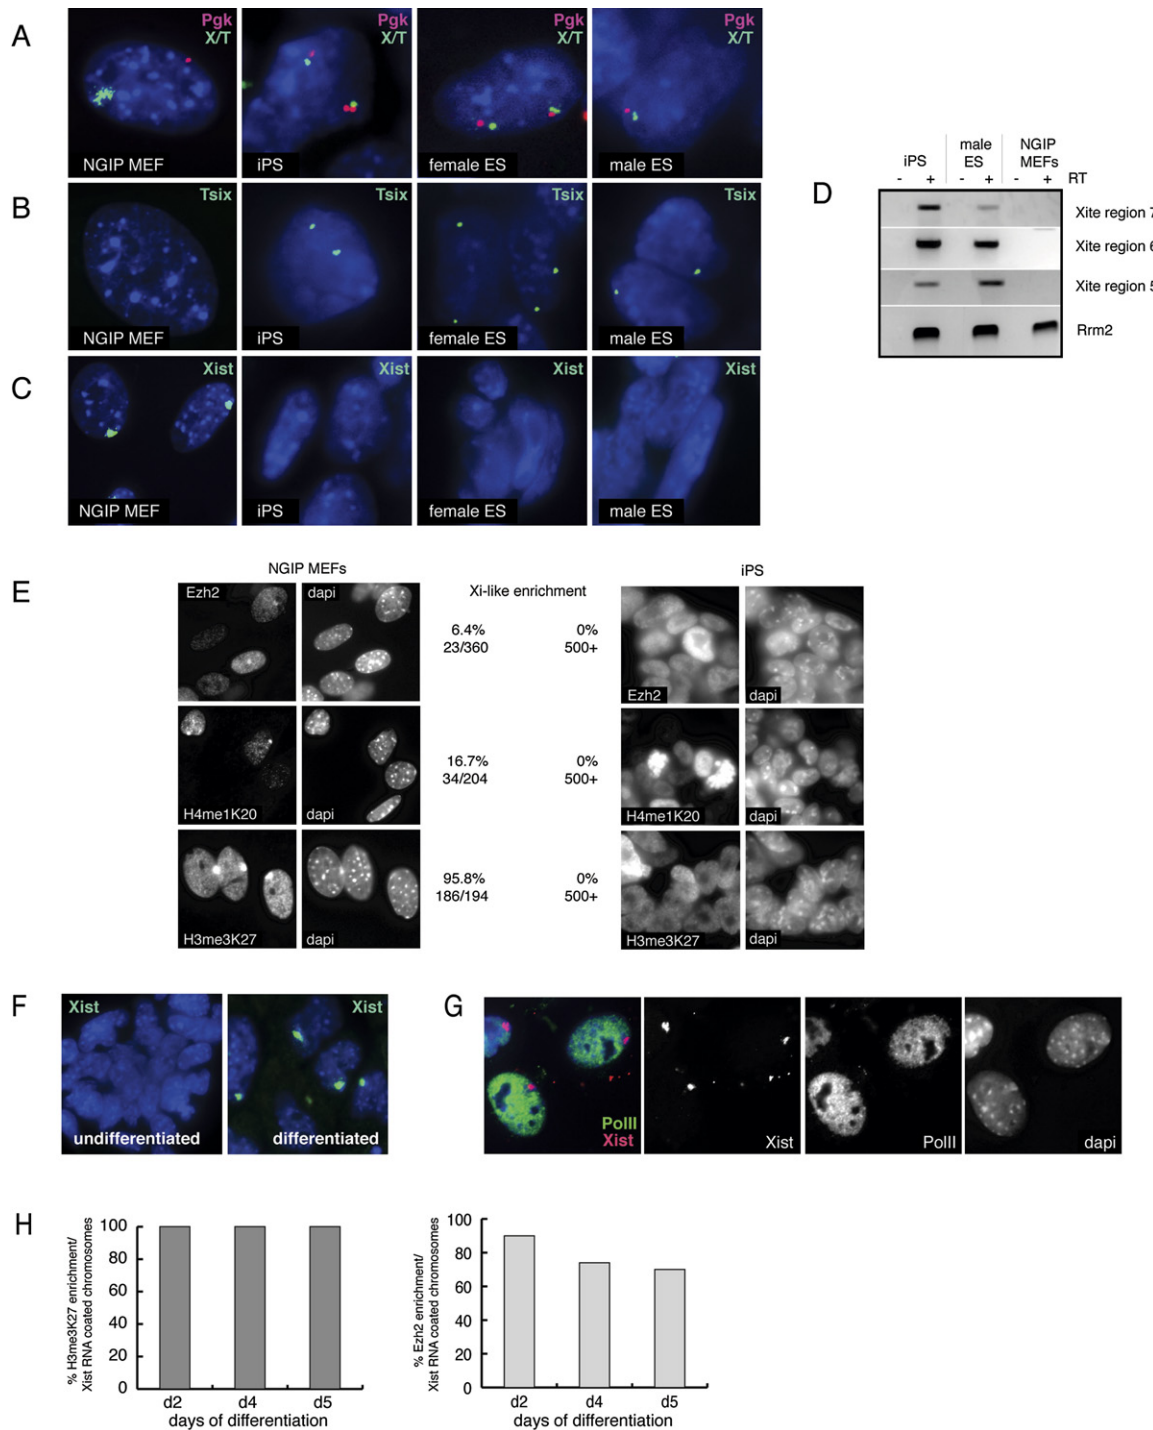 A
Pgk
X/T
NGIP MEF
Pgk
X/T
iPS
Pgk
X/T
female ES
Pgk
X/T
male ES
B
Tsix
NGIP MEF
Tsix
iPS
Tsix
female ES
Tsix
male ES
C
Xist
NGIP MEF
Xist
iPS
Xist
female ES
Xist
male ES
D
iPS
male
ES
NGIP
MEFs
- + - + - + RT
Xite region 7
Xite region 6
Xite region 5
Rrm2
E
NGIP MEFs
Xi-like enrichment
iPS
Ezh2
dapi
6.4% 0%
23/360 500+
Ezh2
dapi
H4me1K20
dapi
16.7% 0%
34/204 500+
H4me1K20
dapi
H3me3K27
dapi
95.8% 0%
186/194 500+
H3me3K27
dapi
F
Xist
undifferentiated
Xist
differentiated
G
PolII
Xist
Xist
PolII
dapi
H
% H3me3K27 enrichment/
Xist RNA coated chromosomes
100
80
60
40
20
0
d2 d4 d5
days of differentiation
% Ezh2 enrichment/
Xist RNA coated chromosomes
100
80
60
40
20
0
d2 d4 d5
days of differentiation